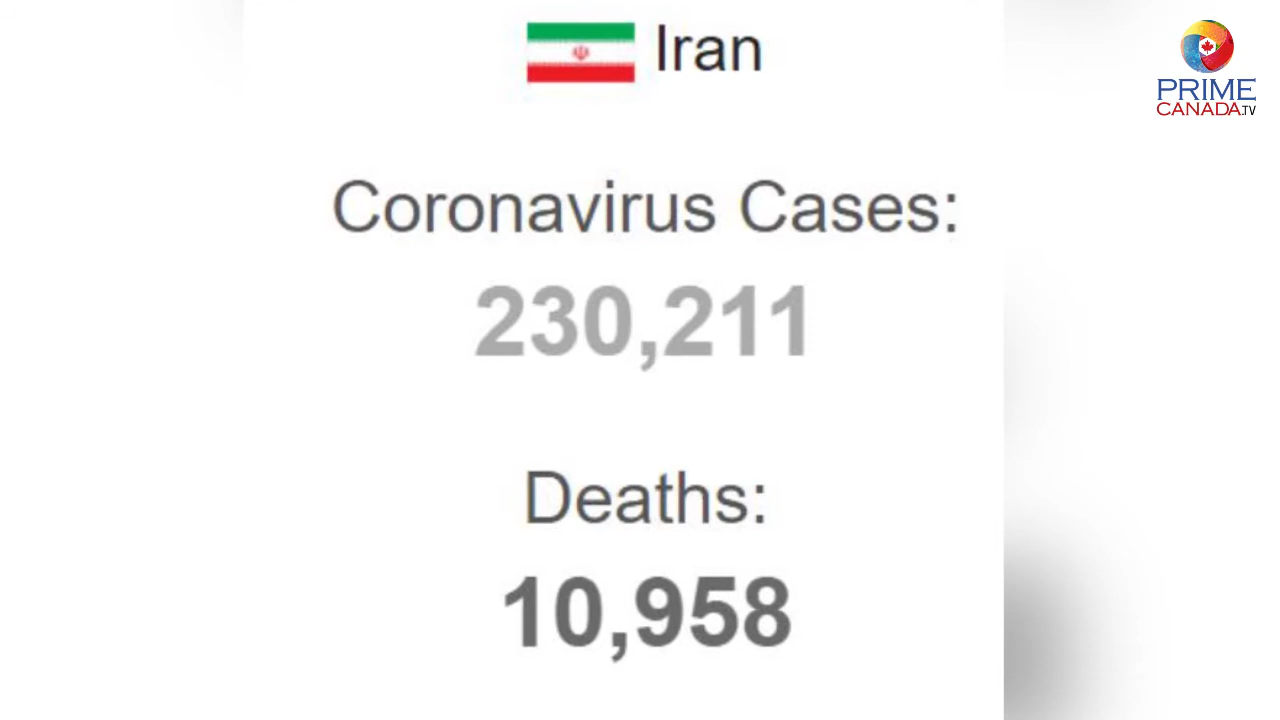 Iran
PRIME
CANADA.TV
Coronavirus Cases:
230,211
Deaths:
10,958